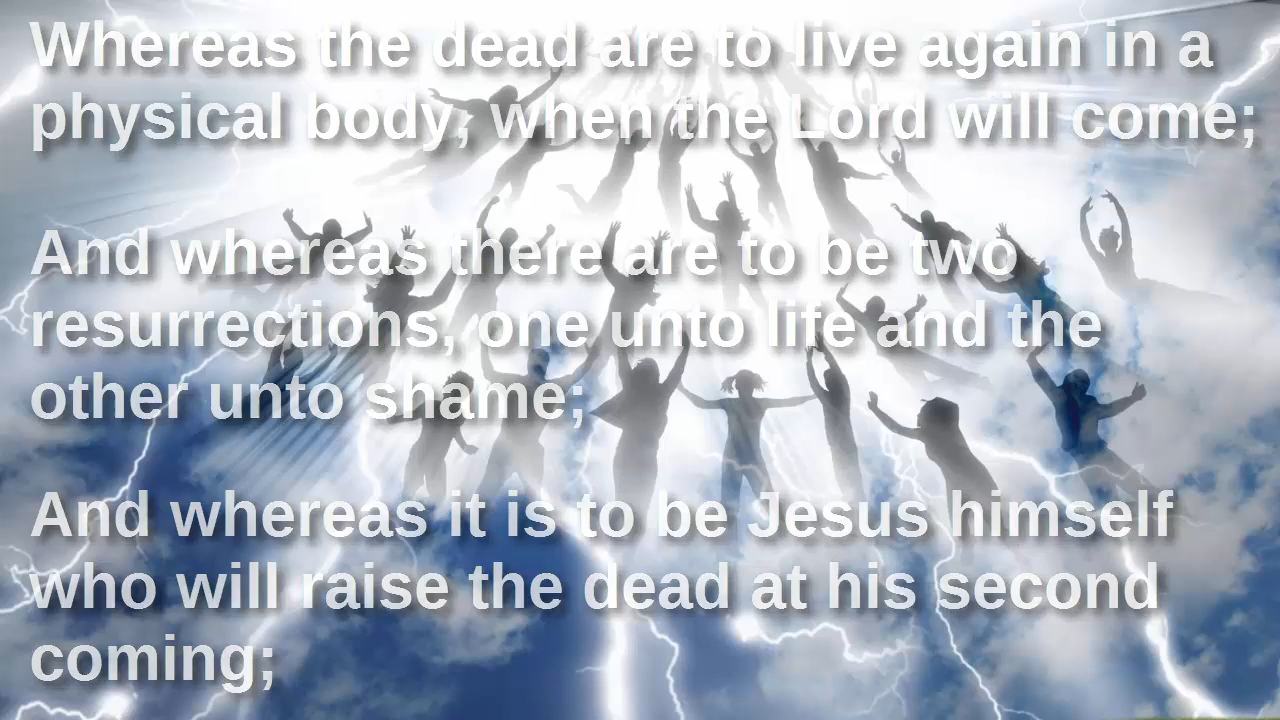 Whereas the dead are to live again in a
physical body, when the Lord will come;
And whereas there are to be two
resurrections, one unto life and the
other unto shame;
And whereas it is to be Jesus himself
who will raise the dead at his second
coming;